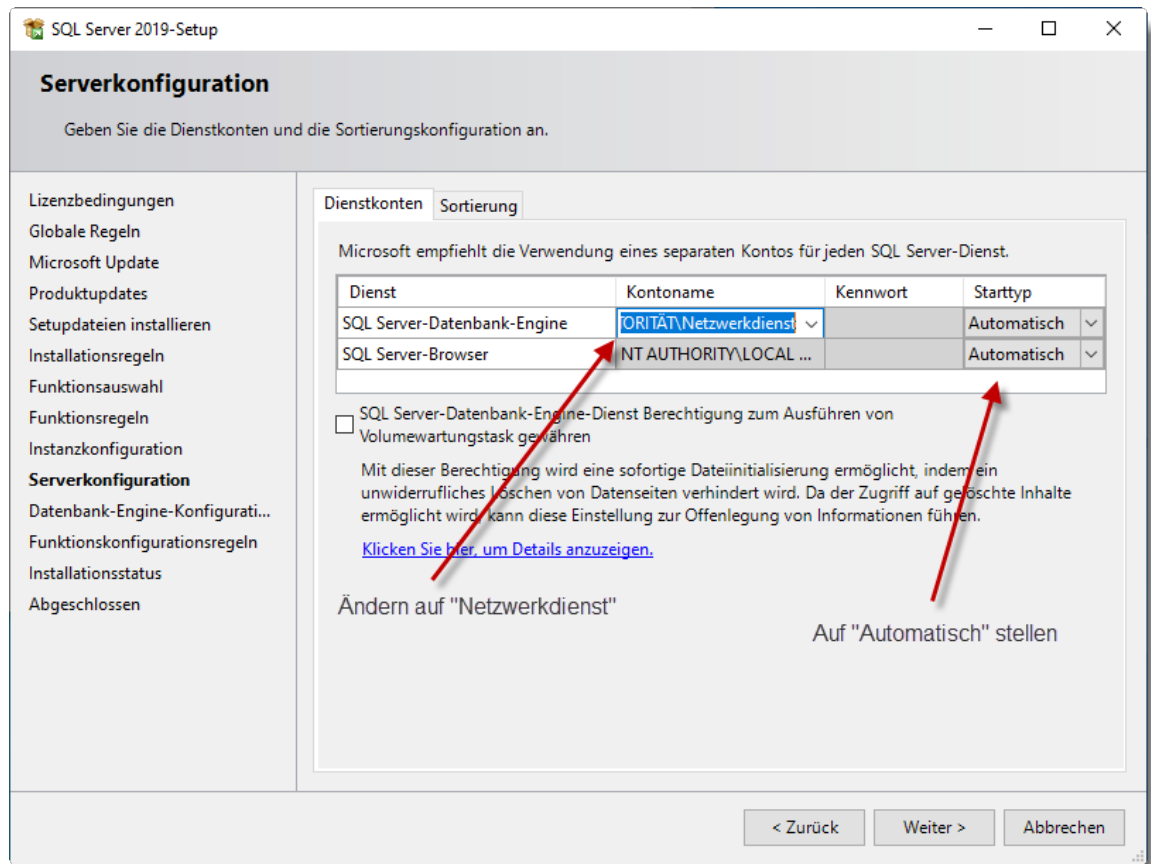 SQL Server 2019-Setup
Serverkonfiguration
Geben Sie die Dienstkonten und die Sortierungskonfiguration an.
Lizenzbedingungen
Globale Regeln
Microsoft Update
Produktupdates
Setupdateien installieren
Installationsregeln
Funktionsauswahl
Funktionsregeln
Instanzkonfiguration
Serverkonfiguration
Datenbank-Engine-Konfigurati...
Funktionskonfigurationsregeln
Installationsstatus
Abgeschlossen
Dienstkonten Sortierung
Microsoft empfiehlt die Verwendung eines separaten Kontos für jeden SQL Server-Dienst.
Dienst Kontoname Kennwort Starttyp
SQL Server-Datenbank-Engine TORITÄT\Netzwerkdienst Automatisch
SQL Server-Browser NT AUTHORITY\LOCAL ... Automatisch
SQL Server-Datenbank-Engine-Dienst Berechtigung zum Ausführen von
Volumewartungstask gewähren
Mit dieser Berechtigung wird eine sofortige Dateiinitialisierung ermöglicht, indem ein
unwiderrufliches Löschen von Datenseiten verhindert wird. Da der Zugriff auf gelöschte Inhalte
ermöglicht wird, kann diese Einstellung zur Offenlegung von Informationen führen.
Klicken Sie hier, um Details anzuzeigen.
Ändern auf "Netzwerkdienst"
Auf "Automatisch" stellen
< Zurück Weiter > Abbrechen